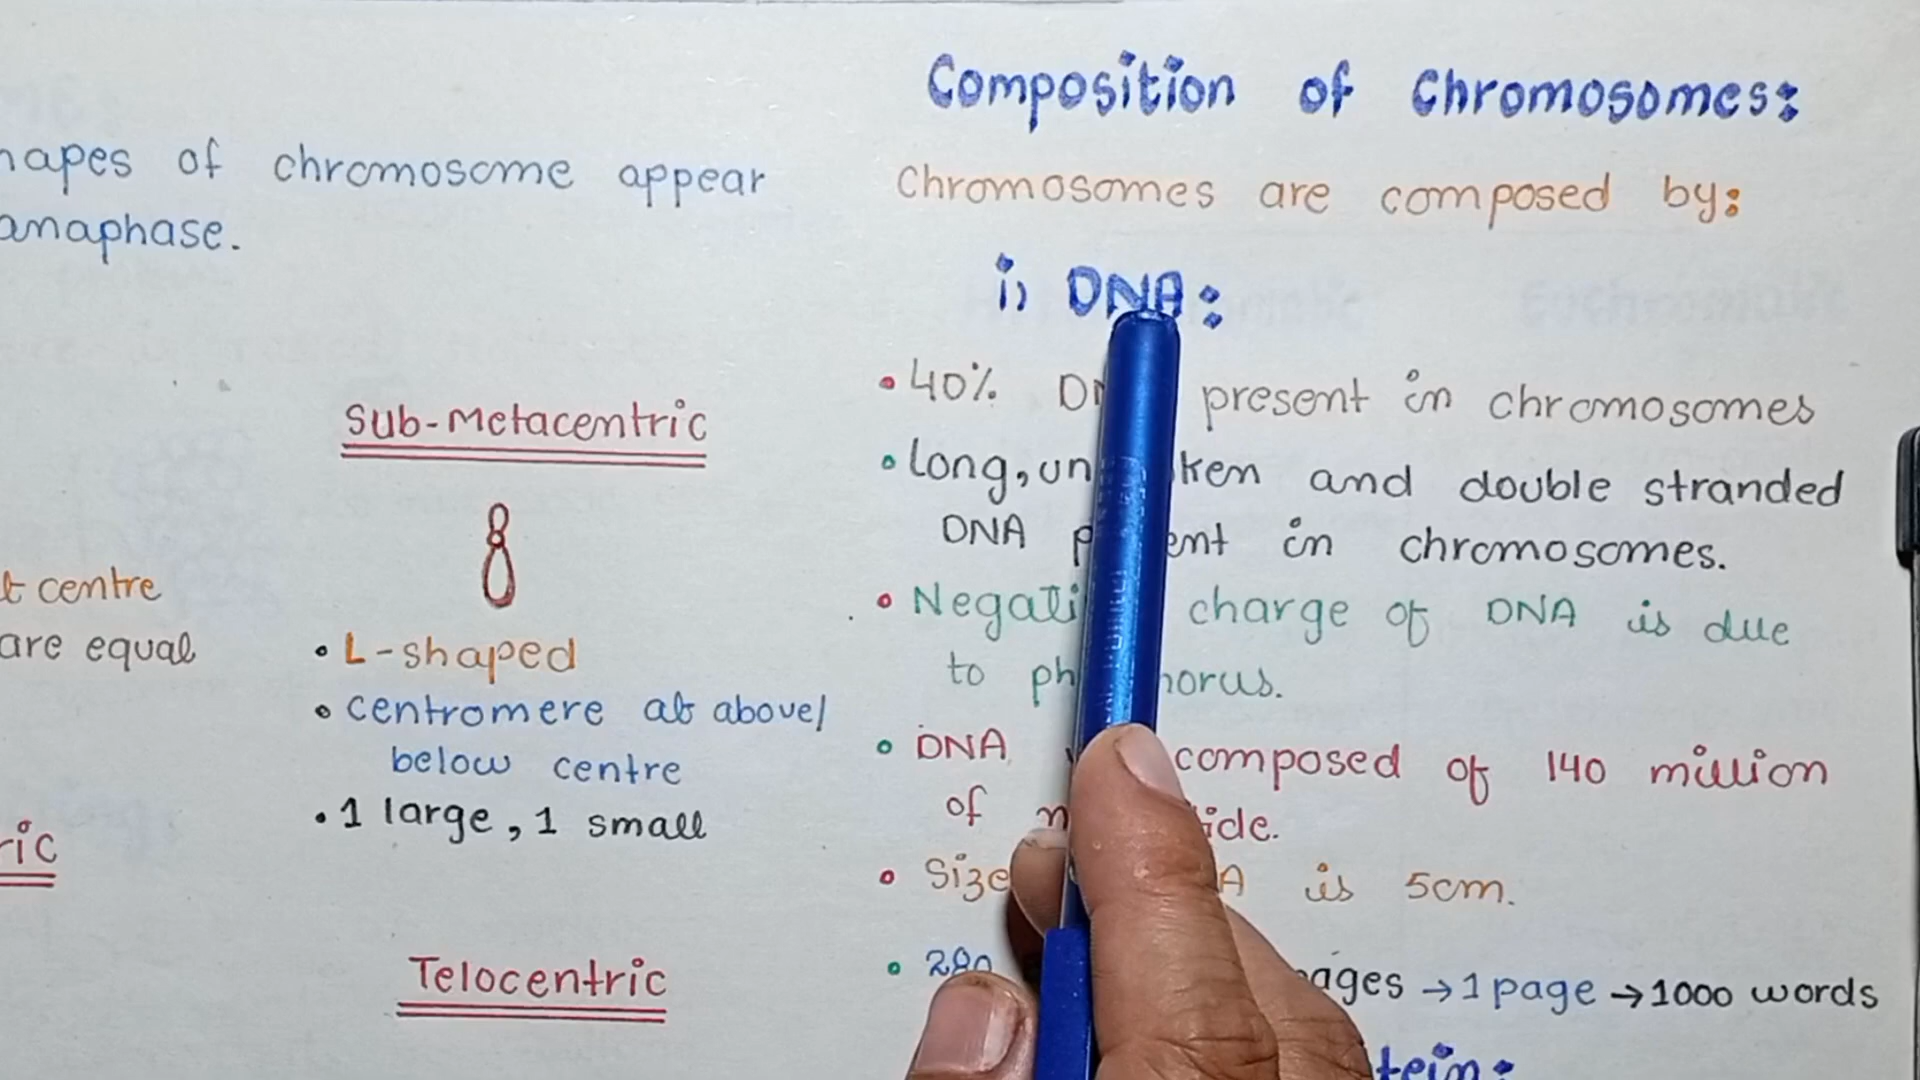 hapes of chromosome appear
anaphase.
t centre
are equal
ric
Sub-Metacentric
• L-shaped
• centromere at above/
below centre
• 1 large, 1 small
Telocentric
Composition of Chromosomes:
Chromosomes are composed by:
i) DNA:
• 40% present in chromosomes
• Long, ken and double stranded
DNA ent in chromosomes.
• charge of DNA is due
to horus.
• DNA composed of 140 million
of ide.
• Size is 5cm.
• ages → 1 page → 1000 words
tein: